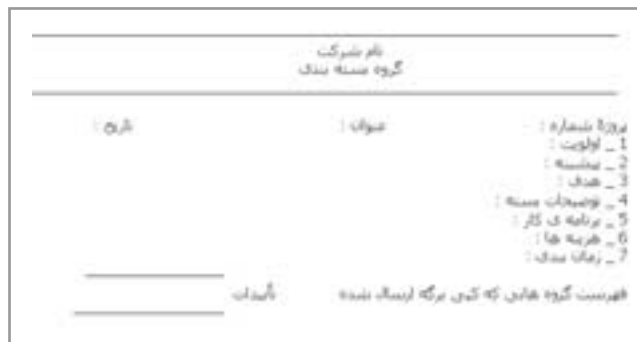 نام شرکت
گروه بسته بندی
پروژهٔ شماره : عنوان : تاریخ :
1 _ اولویت :
2 _ پیشینه :
3 _ هدف :
4 _ توضیحات بسته :
5 _ برنامه ی کار :
6 _ هزینه ها :
7 _ زمان بندی :
فهرست گروه هایی که کپی برگه ارسال شده تأییدات